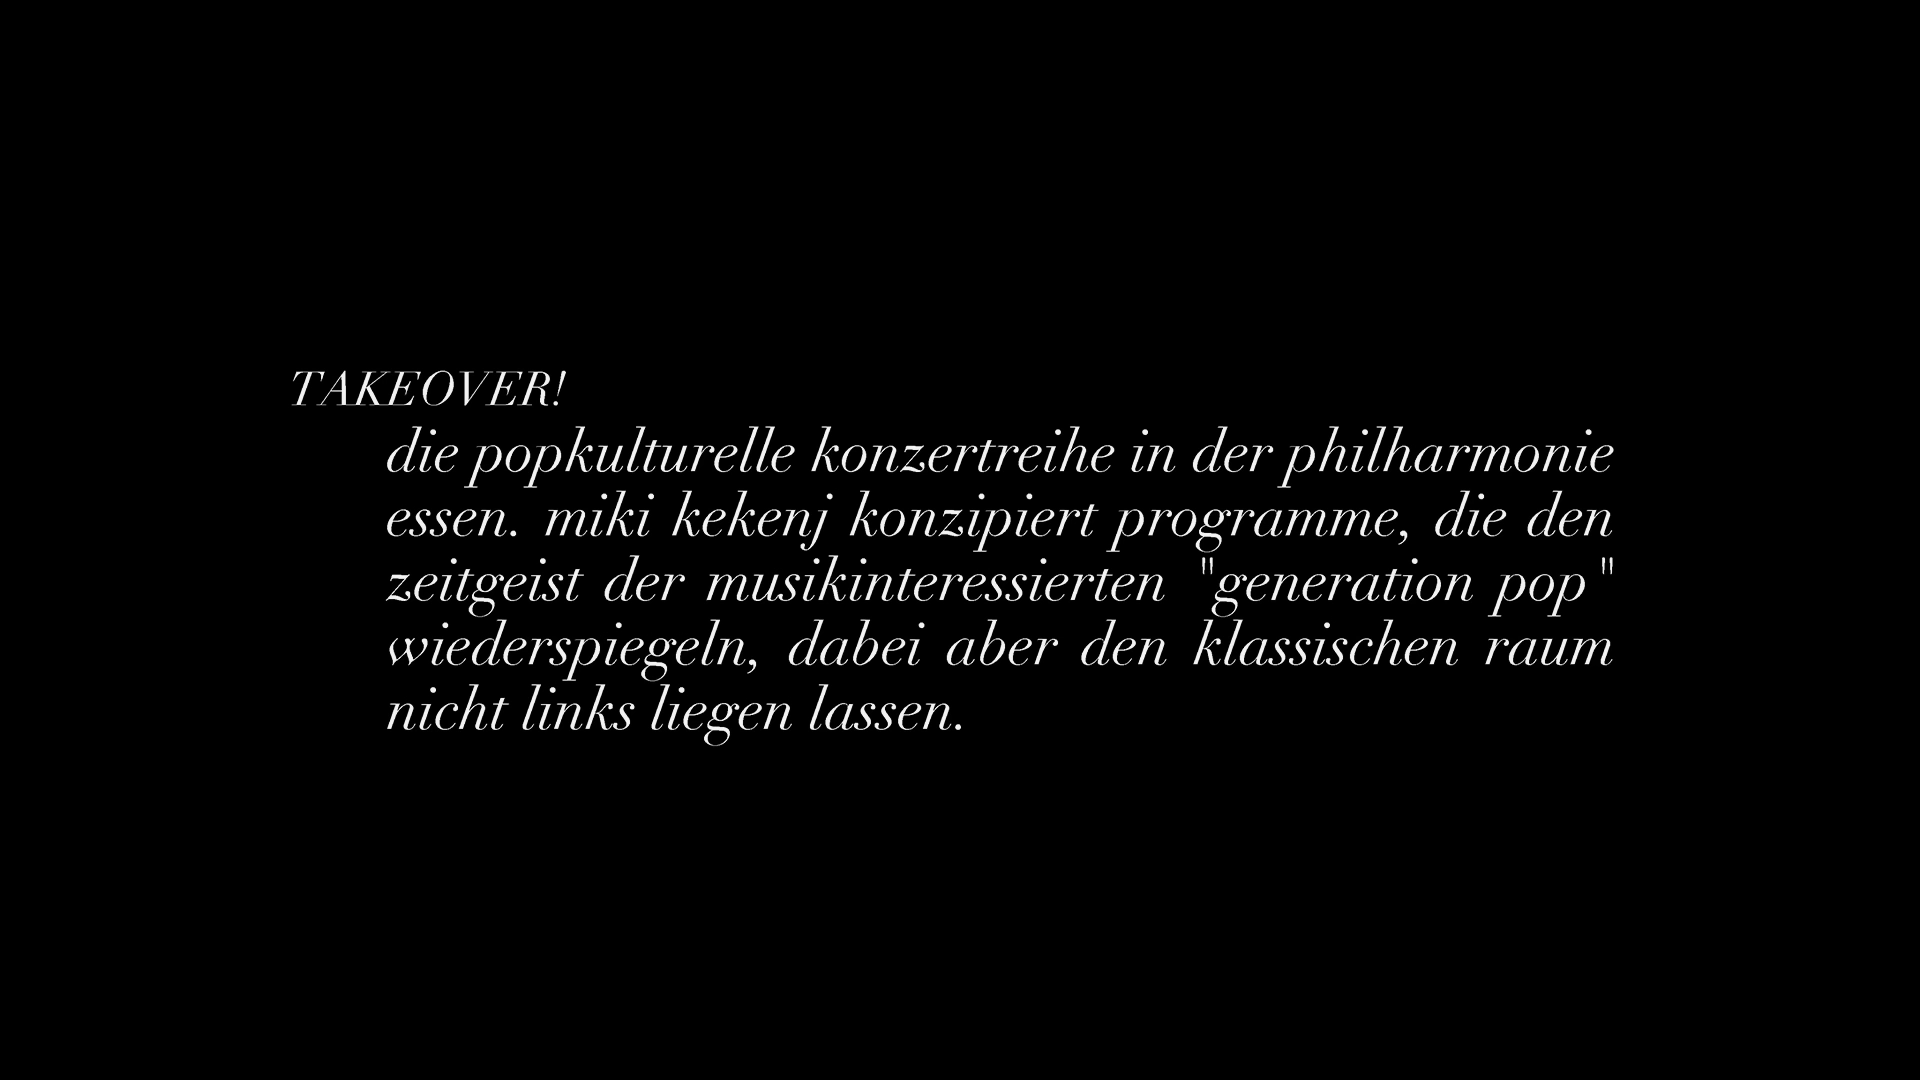 TAKEOVER!
die popkulturelle konzertreihe in der philharmonie
essen. miki kekenj konzipiert programme, die den
zeitgeist der musikinteressierten "generation pop"
wiederspiegeln, dabei aber den klassischen raum
nicht links liegen lassen.